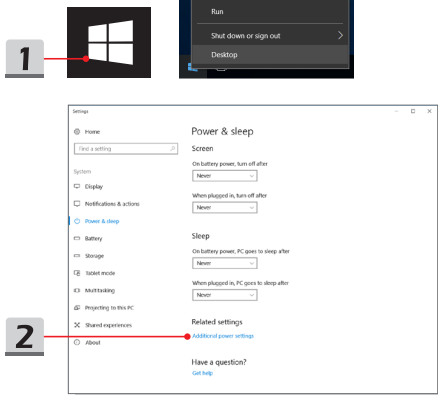 Run
Shut down or sign out
Desktop
1
Settings
Home
Find a setting
System
Display
Notifications & actions
Power & sleep
Battery
Storage
Tablet mode
Multitasking
Projecting to this PC
Shared experiences
About
Power & sleep
Screen
On battery power, turn off after
Never
When plugged in, turn off after
Never
Sleep
On battery power, PC goes to sleep after
Never
When plugged in, PC goes to sleep after
Never
Related settings
2
Additional power settings
Have a question?
Get help